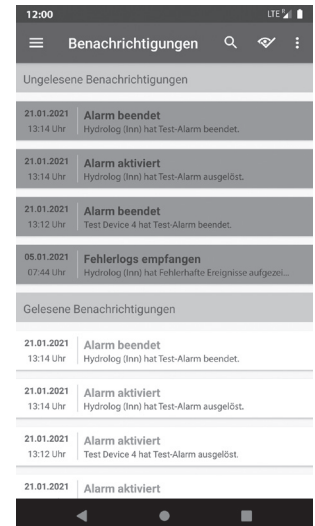 12:00 LTE R
Benachrichtigungen
Ungelesene Benachrichtigungen
21.01.2021 Alarm beendet
13:14 Uhr Hydrolog (Inn) hat Test-Alarm beendet.
21.01.2021 Alarm aktiviert
13:14 Uhr Hydrolog (Inn) hat Test-Alarm ausgelöst.
21.01.2021 Alarm beendet
13:12 Uhr Test Device 4 hat Test-Alarm beendet.
05.01.2021 Fehlerlogs empfangen
07:44 Uhr Hydrolog (Inn) hat Fehlerhafte Ereignisse aufgezei...
Gelesene Benachrichtigungen
21.01.2021 Alarm beendet
13:14 Uhr Hydrolog (Inn) hat Test-Alarm beendet.
21.01.2021 Alarm aktiviert
13:14 Uhr Hydrolog (Inn) hat Test-Alarm ausgelöst.
21.01.2021 Alarm aktiviert
13:12 Uhr Test Device 4 hat Test-Alarm ausgelöst.
21.01.2021 Alarm aktiviert